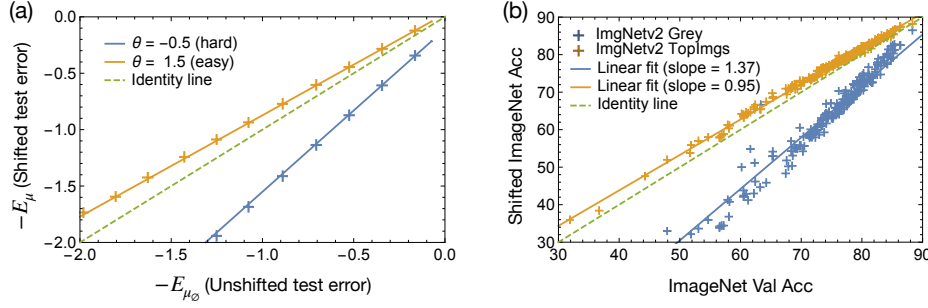 (a)
0.0
-0.5
-1.0
-1.5
-2.0
-2.0
-1.5
-1.0
-0.5
0.0
−E_μ (Shifted test error)
−E_μ∅ (Unshifted test error)
θ = −0.5 (hard)
θ = 1.5 (easy)
Identity line
(b)
90
80
70
60
50
40
30
30
40
50
60
70
80
90
Shifted ImageNet Acc
ImageNet Val Acc
ImgNetv2 Grey
ImgNetv2 TopImgs
Linear fit (slope = 1.37)
Linear fit (slope = 0.95)
Identity line